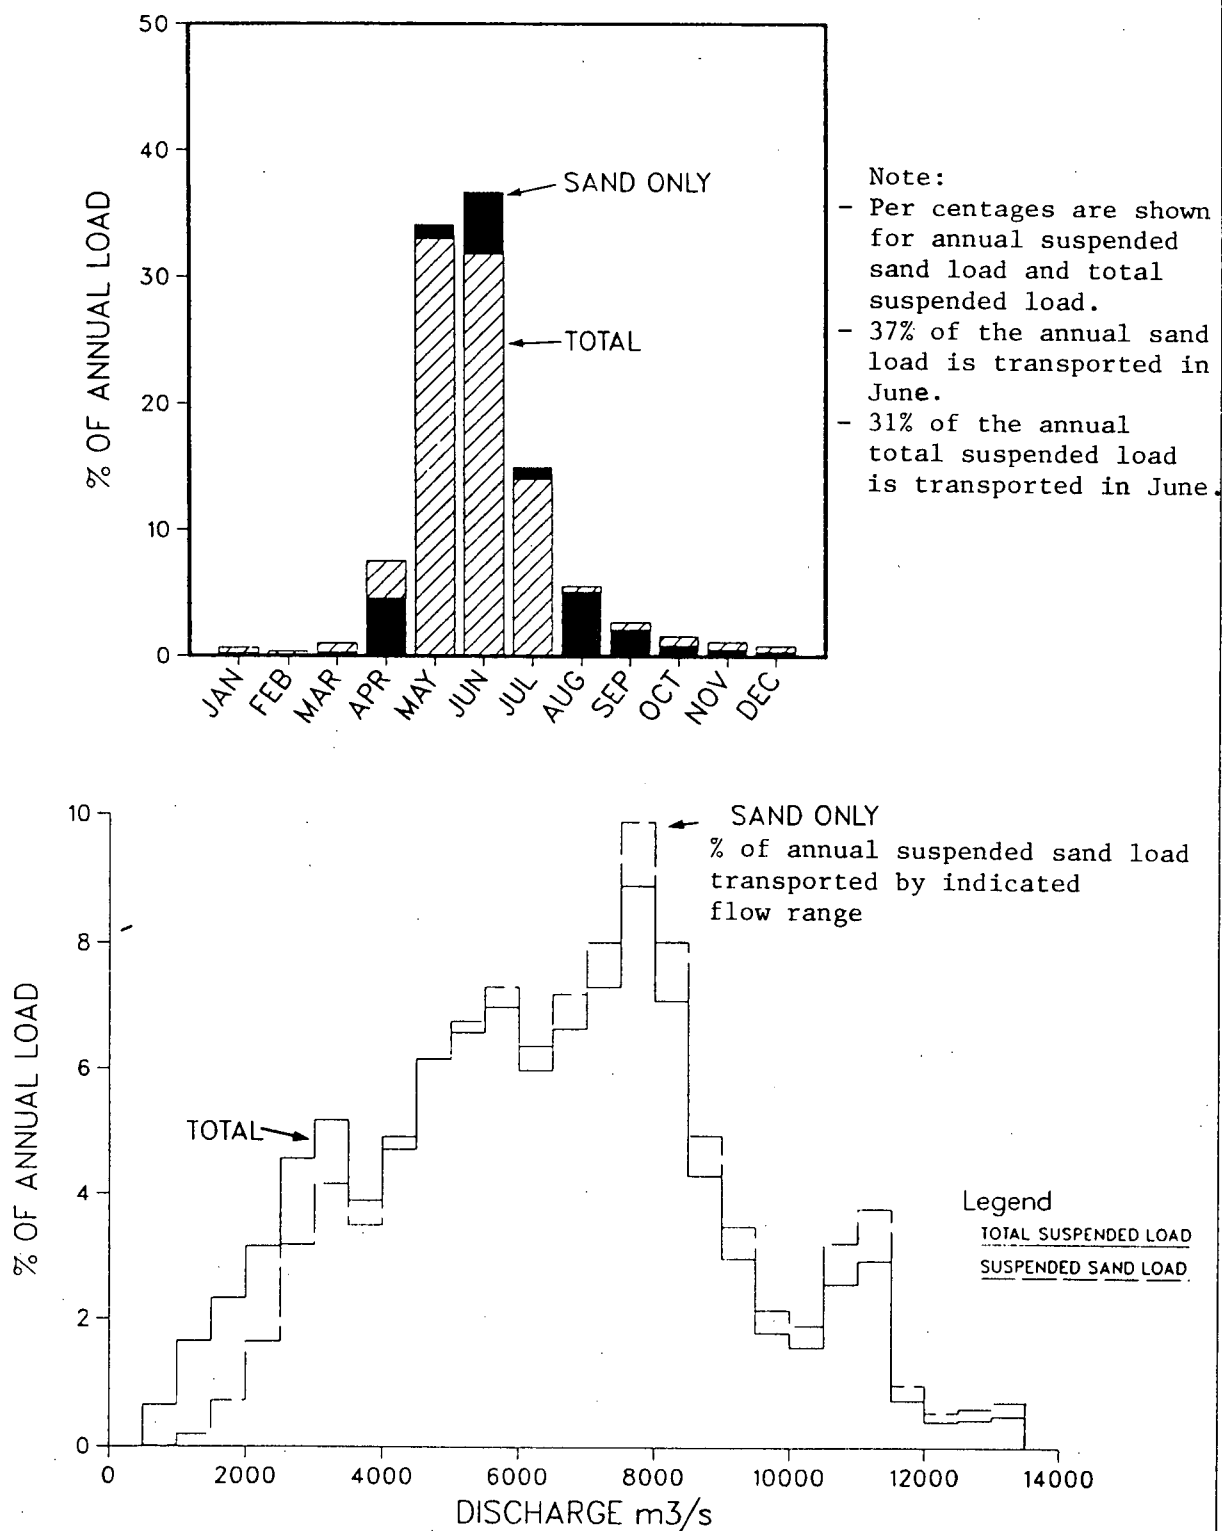 50
40
30
20
10
0
% OF ANNUAL LOAD
SAND ONLY
TOTAL
JAN
FEB
MAR
APR
MAY
JUN
JUL
AUG
SEP
OCT
NOV
DEC
Note:
- Per centages are shown
for annual suspended
sand load and total
suspended load.
- 37% of the annual sand
load is transported in
June.
- 31% of the annual
total suspended load
is transported in June.
10
8
6
4
2
0
% OF ANNUAL LOAD
SAND ONLY
% of annual suspended sand load
transported by indicated
flow range
TOTAL
Legend
TOTAL SUSPENDED LOAD
SUSPENDED SAND LOAD
0
2000
4000
6000
8000
10000
12000
14000
DISCHARGE m3/s